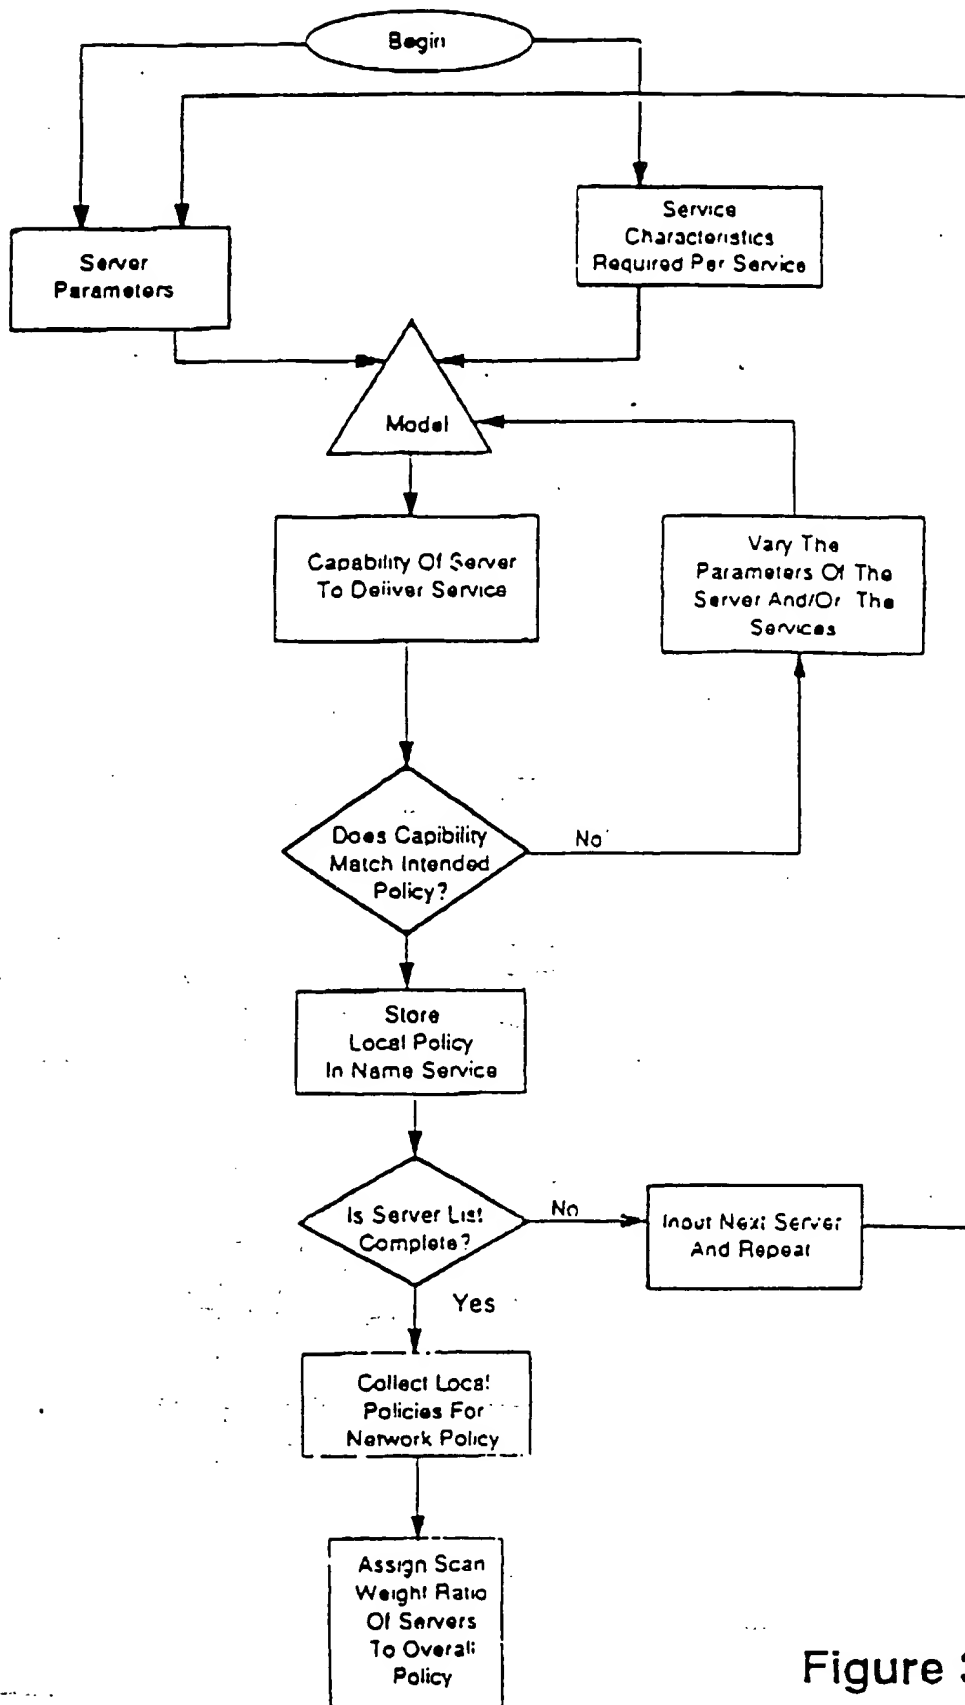 Begin
Service
Characteristics
Required Per Service
Server
Parameters
Model
Capability Of Server
To Deliver Service
Vary The
Parameters Of The
Server And/Or The
Services
Does Capibility
Match Intended
Policy?
No
Store
Local Policy
In Name Service
Is Server List
Complete?
No
Input Next Server
And Repeat
Yes
Collect Local
Policies For
Network Policy
Assign Scan
Weight Ratio
Of Servers
To Overall
Policy
Figure 3